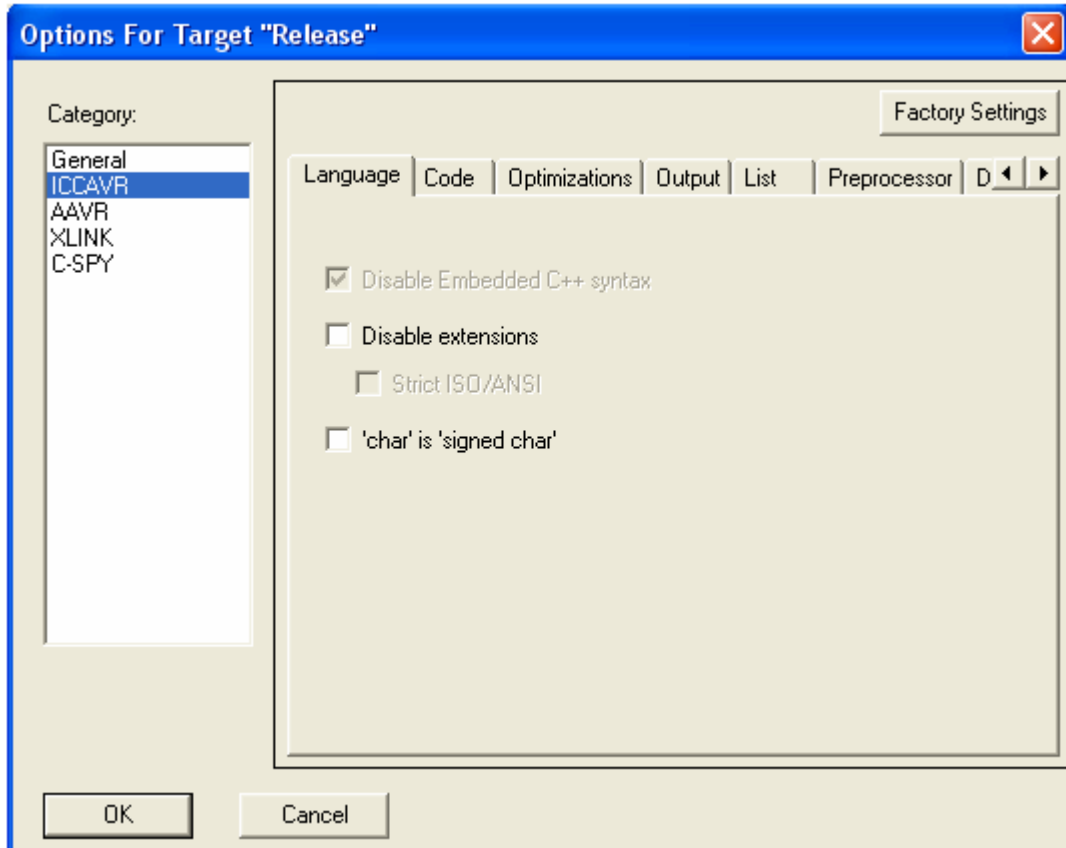 Options For Target "Release"
Category:
Factory Settings
General
ICCAVR
AAVR
XLINK
C-SPY
Language Code Optimizations Output List Preprocessor D
Disable Embedded C++ syntax
Disable extensions
Strict ISO/ANSI
'char' is 'signed char'
OK Cancel